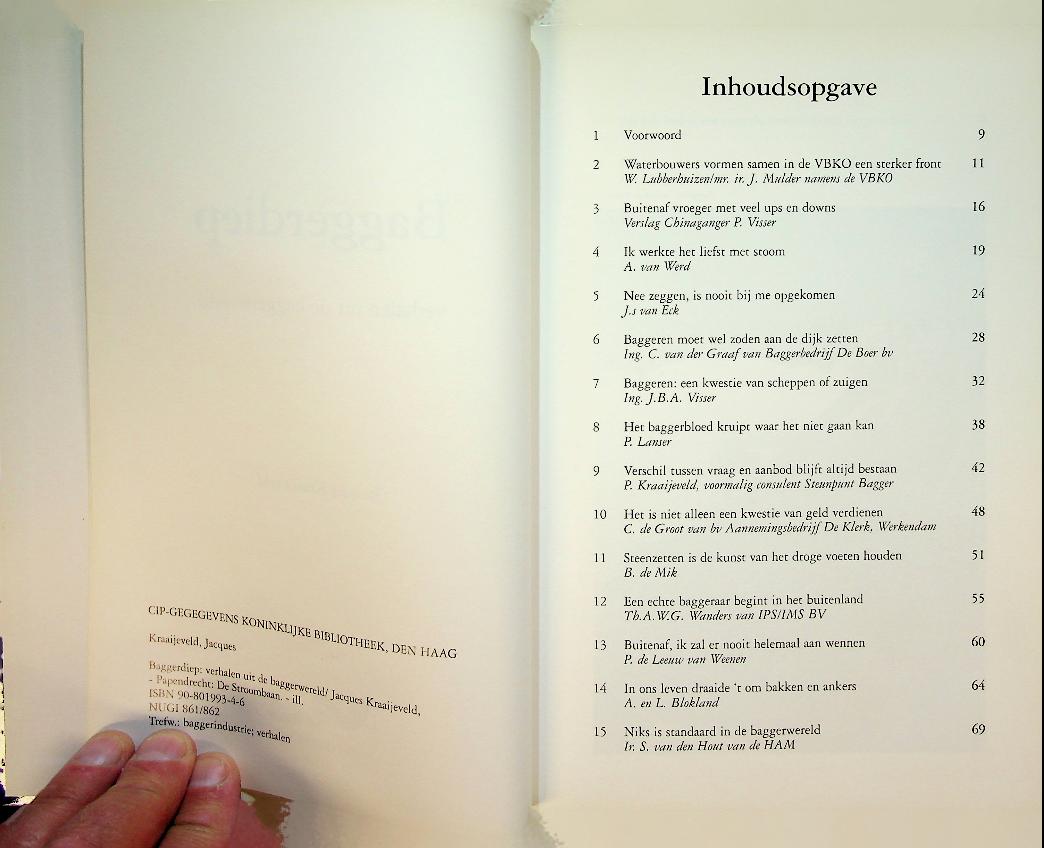 CIP-GEGEGEVENS KONINKLIJKE BIBLIOTHEEK, DEN HAAG
Kraaijeveld, Jacques
Baggerdiep: verhalen uit de baggerwereld/ Jacques Kraaijeveld,
- Papendrecht: De Stroombaan. - ill.
ISBN 90-801993-4-6
NUGI 861/862
Trefw.: baggerindustrie; verhalen
Inhoudsopgave
1 Voorwoord 9
2 Waterbouwers vormen samen in de VBKO een sterker front 11
W. Lubberhuizen/mr. ir. J. Mulder namens de VBKO
3 Buitenaf vroeger met veel ups en downs 16
Verslag Chinaganger P. Visser
4 Ik werkte het liefst met stoom 19
A. van Werd
5 Nee zeggen, is nooit bij me opgekomen 24
J.s van Eck
6 Baggeren moet wel zoden aan de dijk zetten 28
Ing. C. van der Graaf van Baggerbedrijf De Boer bv
7 Baggeren: een kwestie van scheppen of zuigen 32
Ing. J.B.A. Visser
8 Het baggerbloed kruipt waar het niet gaan kan 38
P. Lanser
9 Verschil tussen vraag en aanbod blijft altijd bestaan 42
P. Kraaijeveld, voormalig consulent Steunpunt Bagger
10 Het is niet alleen een kwestie van geld verdienen 48
C. de Groot van bv Aannemingsbedrijf De Klerk, Werkendam
11 Steenzetten is de kunst van het droge voeten houden 51
B. de Mik
12 Een echte baggeraar begint in het buitenland 55
Th.A.W.G. Wanders van IPS/IMS BV
13 Buitenaf, ik zal er nooit helemaal aan wennen 60
P. de Leeuw van Weenen
14 In ons leven draaide 't om bakken en ankers 64
A. en L. Blokland
15 Niks is standaard in de baggerwereld 69
Ir. S. van den Hout van de HAM